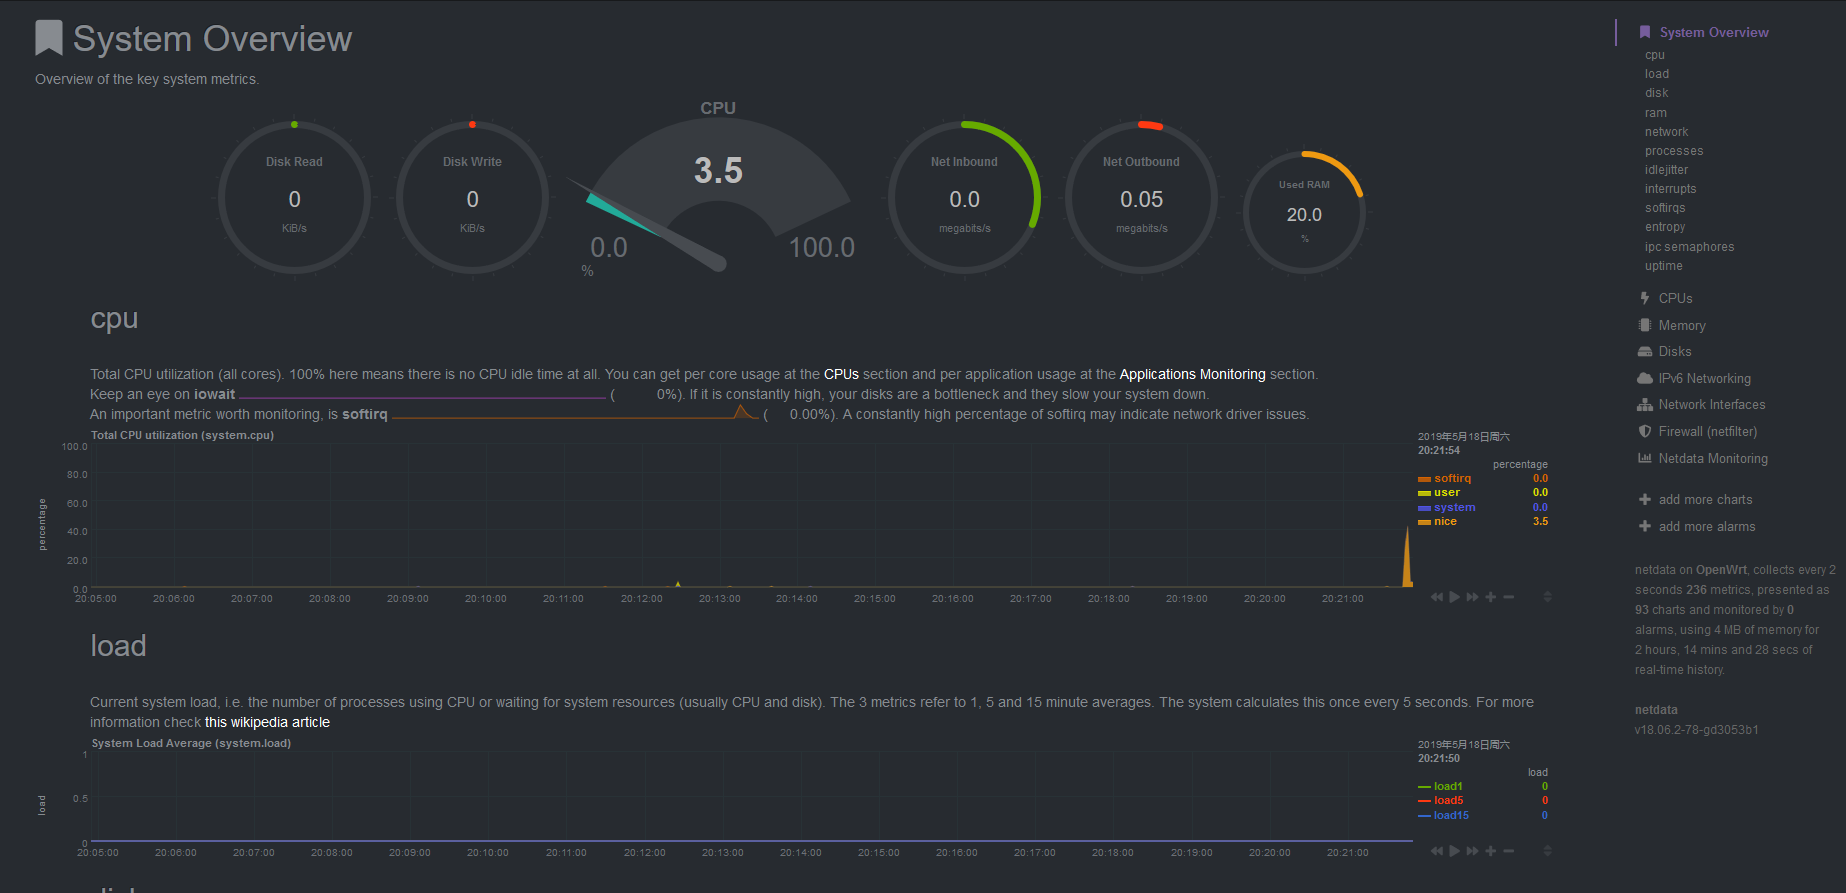 System Overview
Overview of the key system metrics.
Disk Read
0
KiB/s
Disk Write
0
KiB/s
CPU
3.5
0.0
100.0
%
Net Inbound
0.0
megabits/s
Net Outbound
0.05
megabits/s
Used RAM
20.0
%
cpu
Total CPU utilization (all cores). 100% here means there is no CPU idle time at all. You can get per core usage at the CPUs section and per application usage at the Applications Monitoring section.
Keep an eye on iowait ( 0%). If it is constantly high, your disks are a bottleneck and they slow your system down.
An important metric worth monitoring, is softirq ( 0.00%). A constantly high percentage of softirq may indicate network driver issues.
Total CPU utilization (system.cpu)
percentage
100.0
80.0
60.0
40.0
20.0
0.0
20:05:00 20:06:00 20:07:00 20:08:00 20:09:00 20:10:00 20:11:00 20:12:00 20:13:00 20:14:00 20:15:00 20:16:00 20:17:00 20:18:00 20:19:00 20:20:00 20:21:00
2019年5月18日周六
20:21:54
percentage
softirq 0.0
user 0.0
system 0.0
nice 3.5
load
Current system load, i.e. the number of processes using CPU or waiting for system resources (usually CPU and disk). The 3 metrics refer to 1, 5 and 15 minute averages. The system calculates this once every 5 seconds. For more
information check this wikipedia article
System Load Average (system.load)
load
1
0.5
0
20:05:00 20:06:00 20:07:00 20:08:00 20:09:00 20:10:00 20:11:00 20:12:00 20:13:00 20:14:00 20:15:00 20:16:00 20:17:00 20:18:00 20:19:00 20:20:00 20:21:00
2019年5月18日周六
20:21:50
load
load1 0
load5 0
load15 0
System Overview
cpu
load
disk
ram
network
processes
idlejitter
interrupts
softirqs
entropy
ipc semaphores
uptime
CPUs
Memory
Disks
IPv6 Networking
Network Interfaces
Firewall (netfilter)
Netdata Monitoring
add more charts
add more alarms
netdata on OpenWrt, collects every 2
seconds 236 metrics, presented as
93 charts and monitored by 0
alarms, using 4 MB of memory for
2 hours, 14 mins and 28 secs of
real-time history.
netdata
v18.06.2-78-gd3053b1